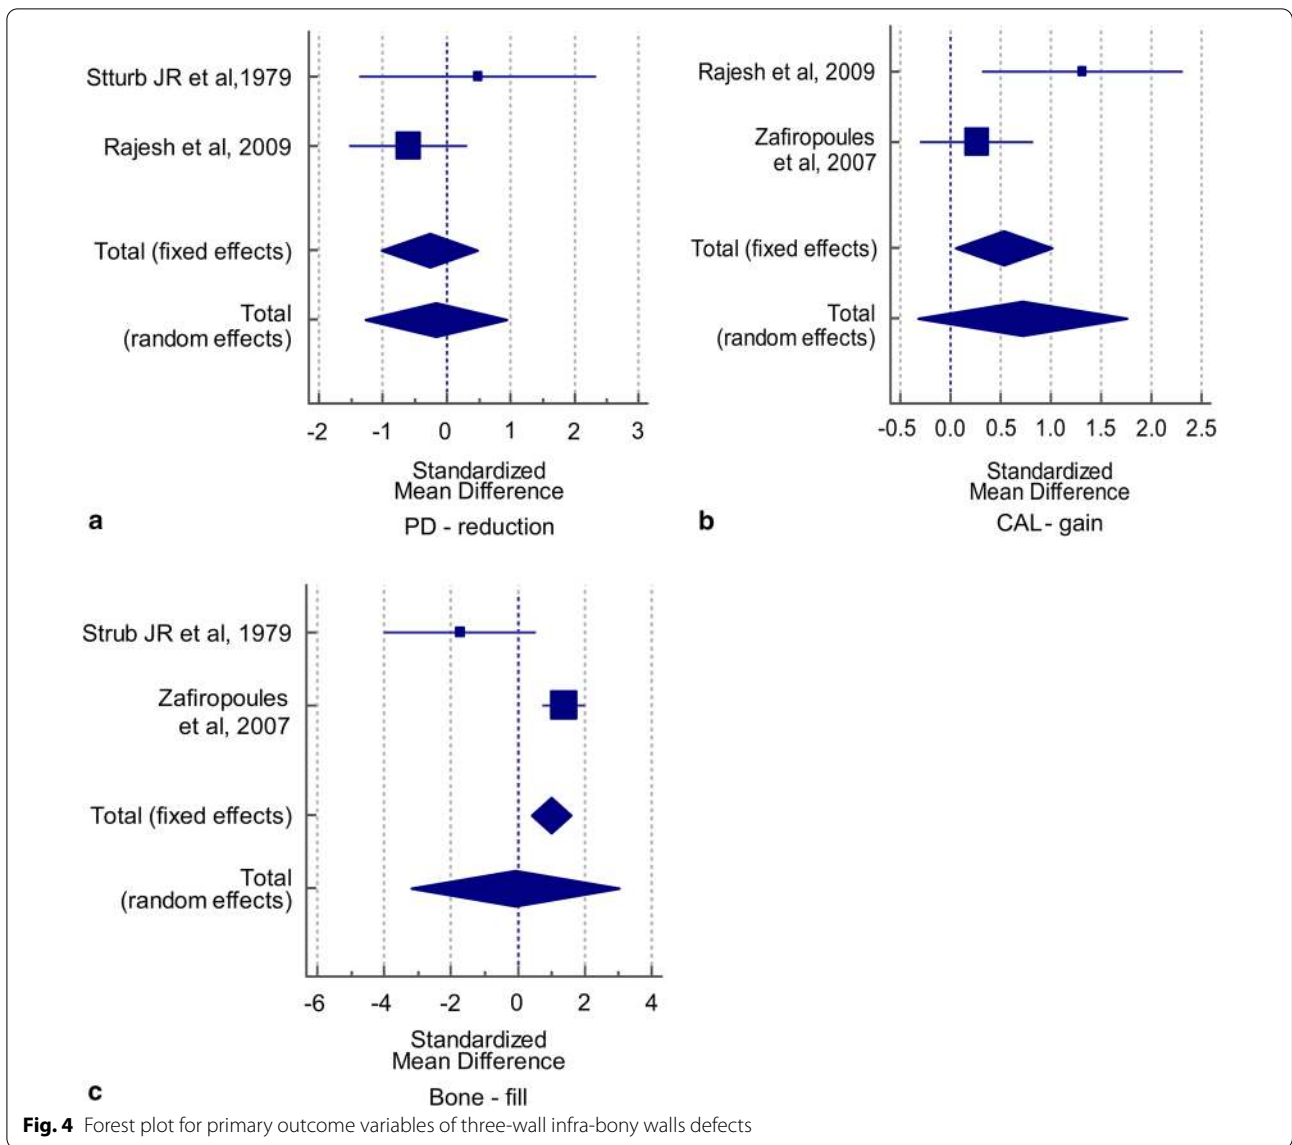 Stturb JR et al,1979
Rajesh et al, 2009
Total (fixed effects)
Total
(random effects)
-2 -1 0 1 2 3
Standardized
Mean Difference
a
PD - reduction
Rajesh et al, 2009
Zafiropoules
et al, 2007
Total (fixed effects)
Total
(random effects)
-0.5 0.0 0.5 1.0 1.5 2.0 2.5
Standardized
Mean Difference
b
CAL- gain
Strub JR et al, 1979
Zafiropoules
et al, 2007
Total (fixed effects)
Total
(random effects)
-6 -4 -2 0 2 4
Standardized
Mean Difference
c
Bone - fill
Fig. 4 Forest plot for primary outcome variables of three-wall infra-bony walls defects